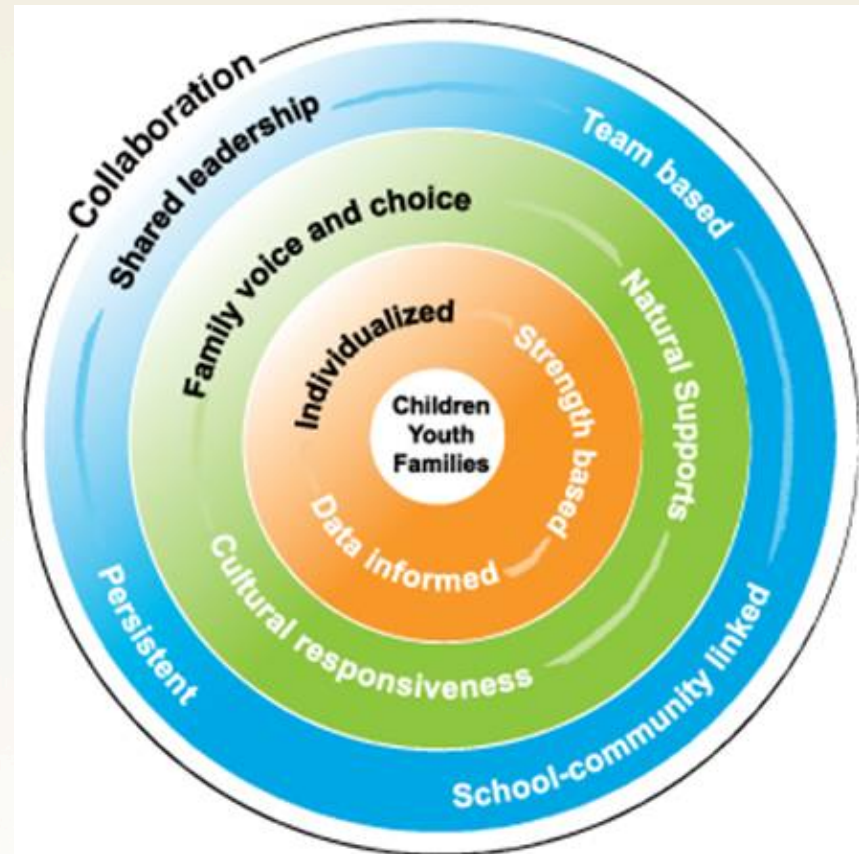 Collaboration
Shared leadership
Team based
School-community linked
Persistent
Family voice and choice
Natural Supports
Cultural responsiveness
Individualized
Strength based
Data informed
Children
Youth
Families